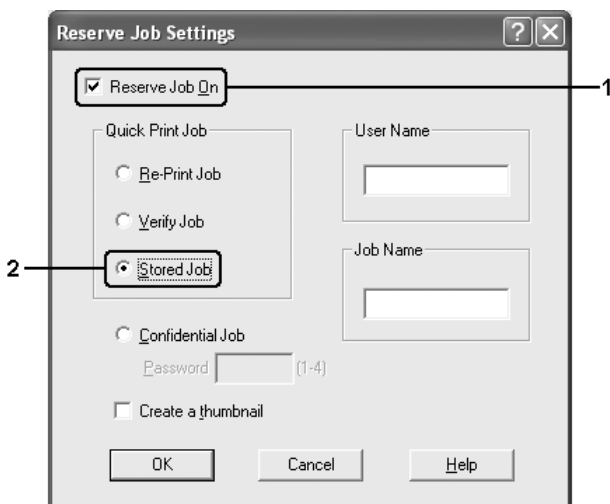 Reserve Job Settings
Reserve Job On
1
Quick Print Job
User Name
Re-Print Job
Verify Job
Job Name
2
Stored Job
Confidential Job
Password
(1-4)
Create a thumbnail
OK
Cancel
Help